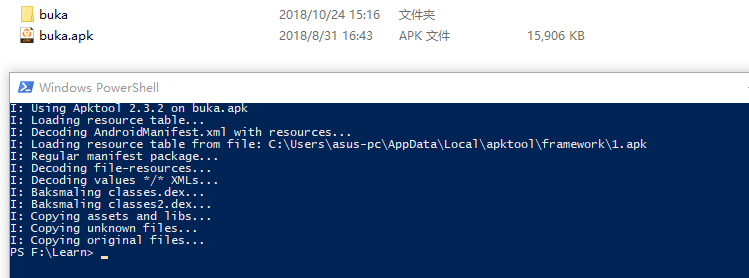 buka 2018/10/24 15:16 文件夹
buka.apk 2018/8/31 16:43 APK 文件 15,906 KB
Windows PowerShell
I: Using Apktool 2.3.2 on buka.apk
I: Loading resource table...
I: Decoding AndroidManifest.xml with resources...
I: Loading resource table from file: C:\Users\asus-pc\AppData\Local\apktool\framework\1.apk
I: Regular manifest package...
I: Decoding file-resources...
I: Decoding values */* XMLs...
I: Baksmaling classes.dex...
I: Baksmaling classes2.dex...
I: Copying assets and libs...
I: Copying unknown files...
I: Copying original files...
PS F:\Learn>